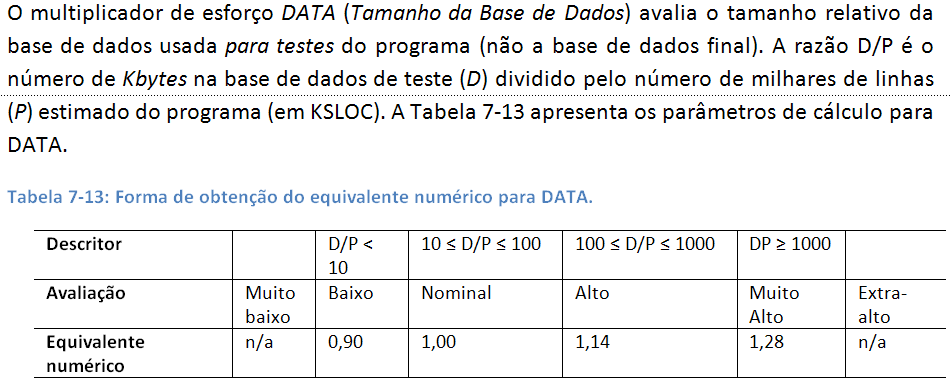 O multiplicador de esforço DATA (Tamanho da Base de Dados) avalia o tamanho relativo da
base de dados usada para testes do programa (não a base de dados final). A razão D/P é o
número de Kbytes na base de dados de teste (D) dividido pelo número de milhares de linhas
(P) estimado do programa (em KSLOC). A Tabela 7-13 apresenta os parâmetros de cálculo para
DATA.
Tabela 7-13: Forma de obtenção do equivalente numérico para DATA.
Descritor D/P < 10 10 ≤ D/P ≤ 100 100 ≤ D/P ≤ 1000 DP ≥ 1000
Avaliação Muito baixo Baixo Nominal Alto Muito Alto Extra-alto
Equivalente numérico n/a 0,90 1,00 1,14 1,28 n/a